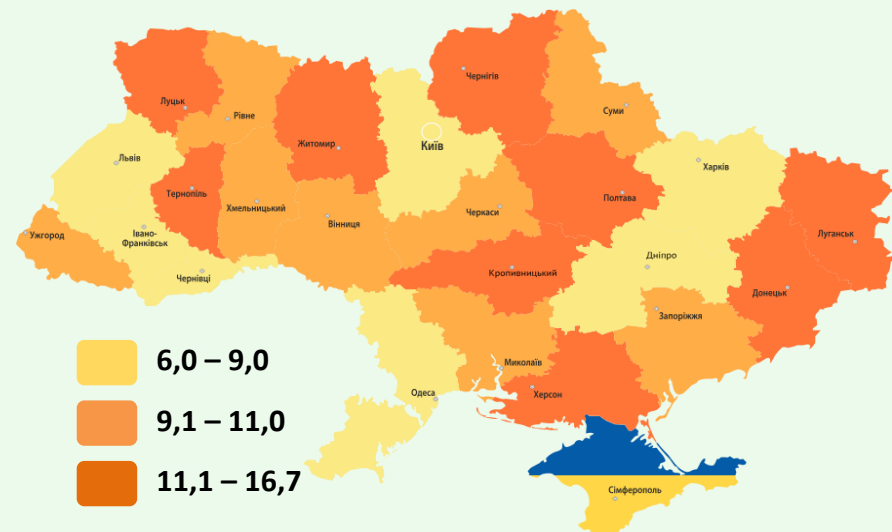 Чернігів
Луцьк
Суми
Рівне
Житомир
Київ
Львів
Харків
Тернопіль
Полтава
Хмельницький
Черкаси
Вінниця
Ужгород
Івано-
Франківськ
Луганськ
Чернівці
Дніпро
Кропивницький
Донецьк
Запоріжжя
6,0 – 9,0
Миколаїв
Одеса
Херсон
9,1 – 11,0
11,1 – 16,7
Сімферополь